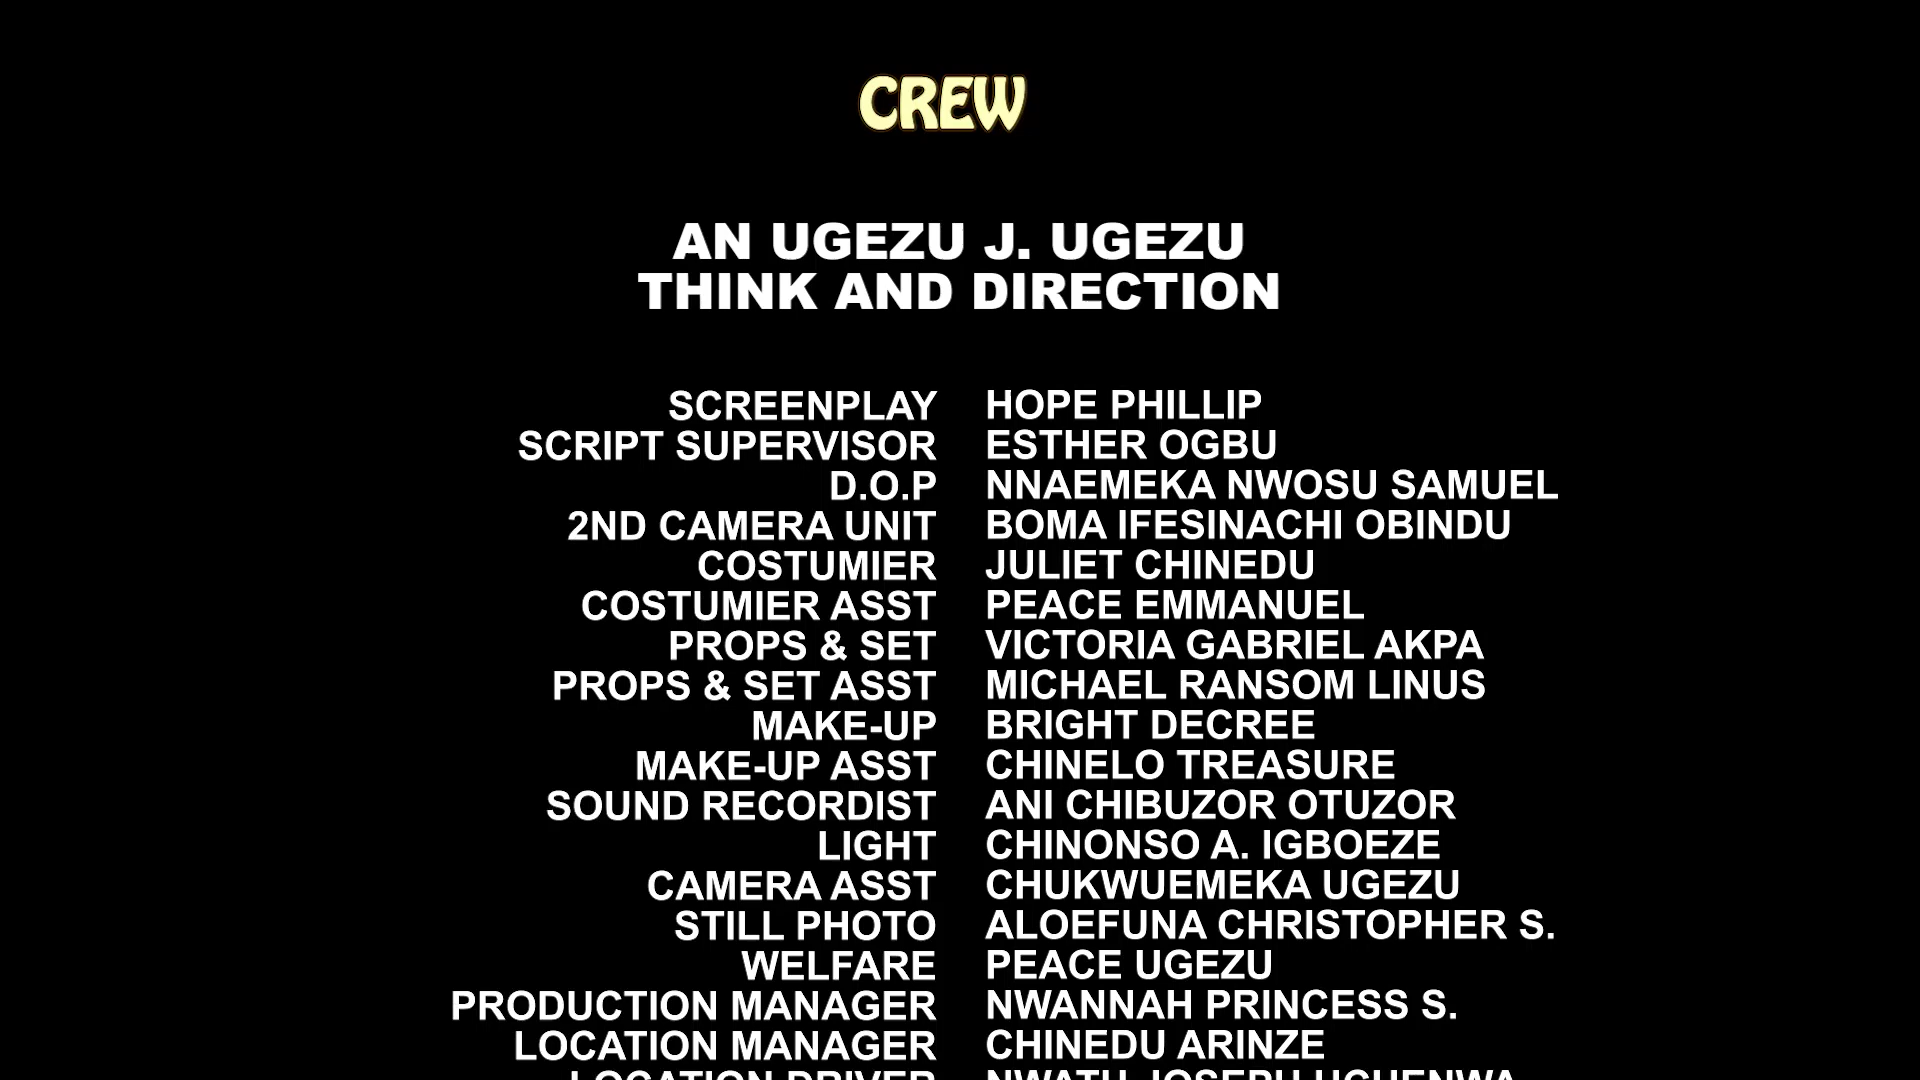 CREW
AN UGEZU J. UGEZU
THINK AND DIRECTION
SCREENPLAY HOPE PHILLIP
SCRIPT SUPERVISOR ESTHER OGBU
D.O.P NNAEMEKA NWOSU SAMUEL
2ND CAMERA UNIT BOMA IFESINACHI OBINDU
COSTUMIER JULIET CHINEDU
COSTUMIER ASST PEACE EMMANUEL
PROPS & SET VICTORIA GABRIEL AKPA
PROPS & SET ASST MICHAEL RANSOM LINUS
MAKE-UP BRIGHT DECREE
MAKE-UP ASST CHINELO TREASURE
SOUND RECORDIST ANI CHIBUZOR OTUZOR
LIGHT CHINONSO A. IGBOEZE
CAMERA ASST CHUKWUEMEKA UGEZU
STILL PHOTO ALOEFUNA CHRISTOPHER S.
WELFARE PEACE UGEZU
PRODUCTION MANAGER NWANNAH PRINCESS S.
LOCATION MANAGER CHINEDU ARINZE
LOCATION DRIVER JOSEPH